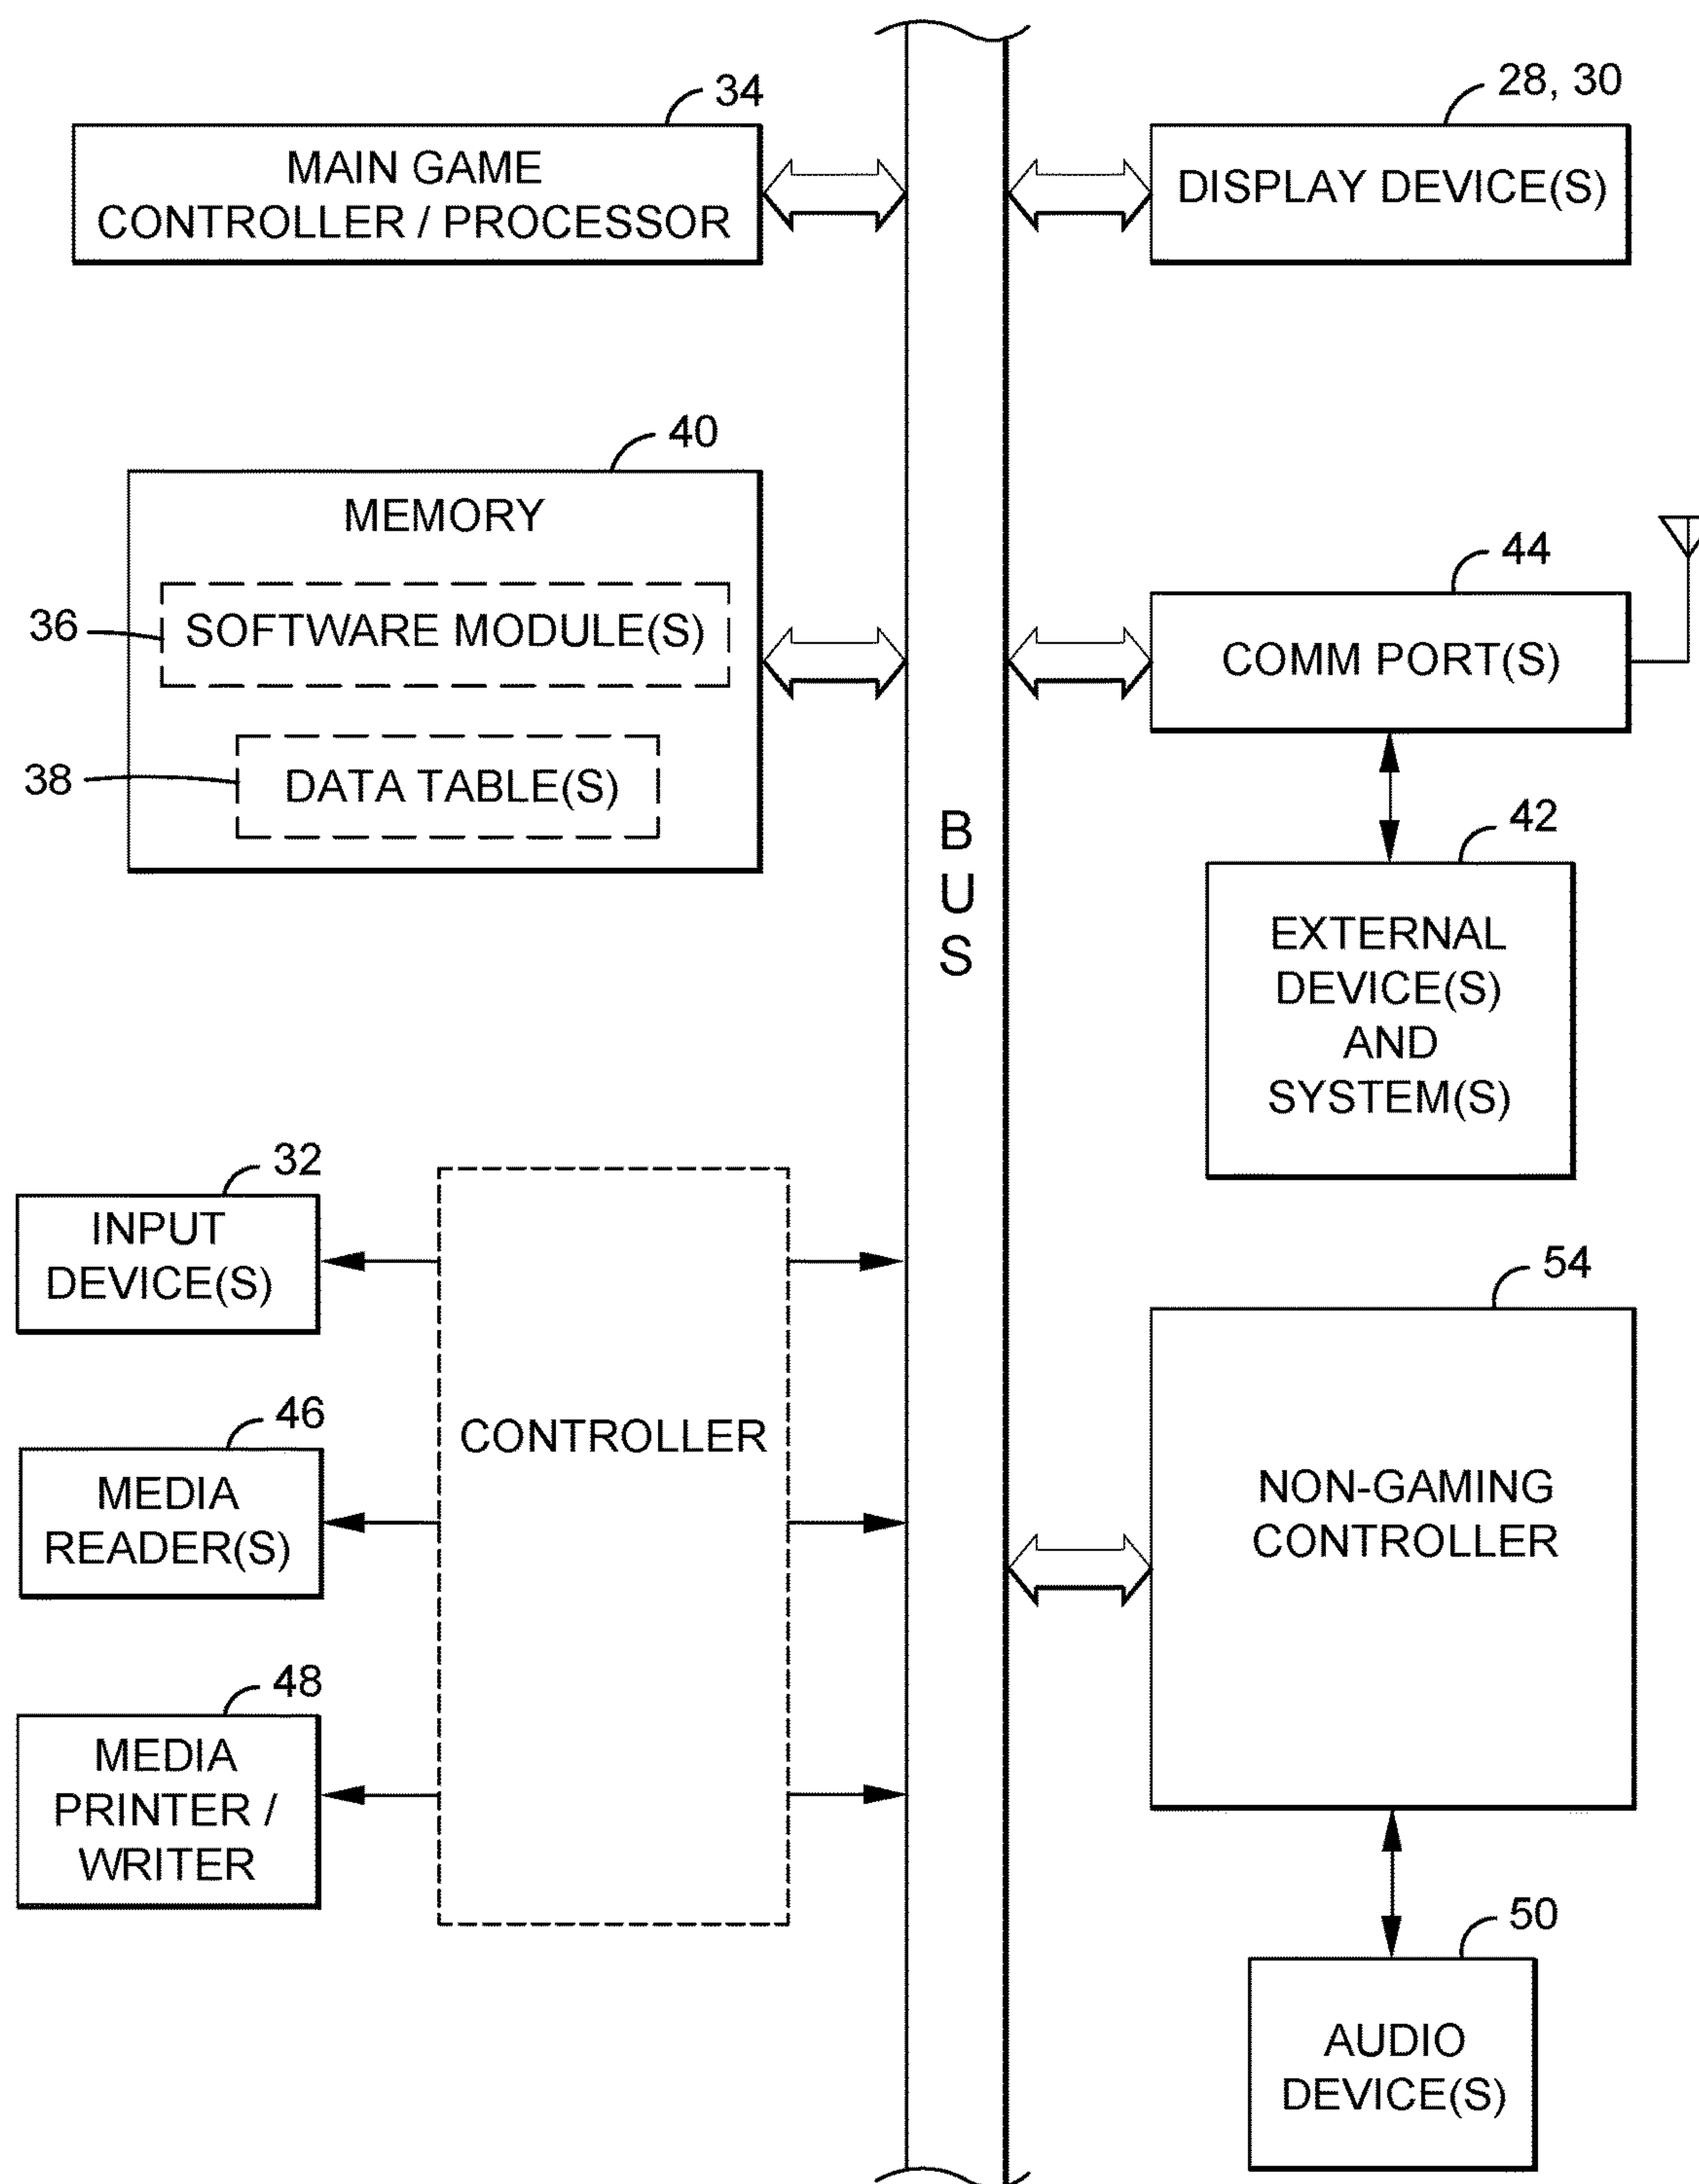 34
MAIN GAME
CONTROLLER / PROCESSOR
28, 30
DISPLAY DEVICE(S)
40
MEMORY
36
SOFTWARE MODULE(S)
38
DATA TABLE(S)
44
COMM PORT(S)
42
EXTERNAL
DEVICE(S)
AND
SYSTEM(S)
B
U
S
32
INPUT
DEVICE(S)
46
MEDIA
READER(S)
48
MEDIA
PRINTER /
WRITER
CONTROLLER
54
NON-GAMING
CONTROLLER
50
AUDIO
DEVICE(S)